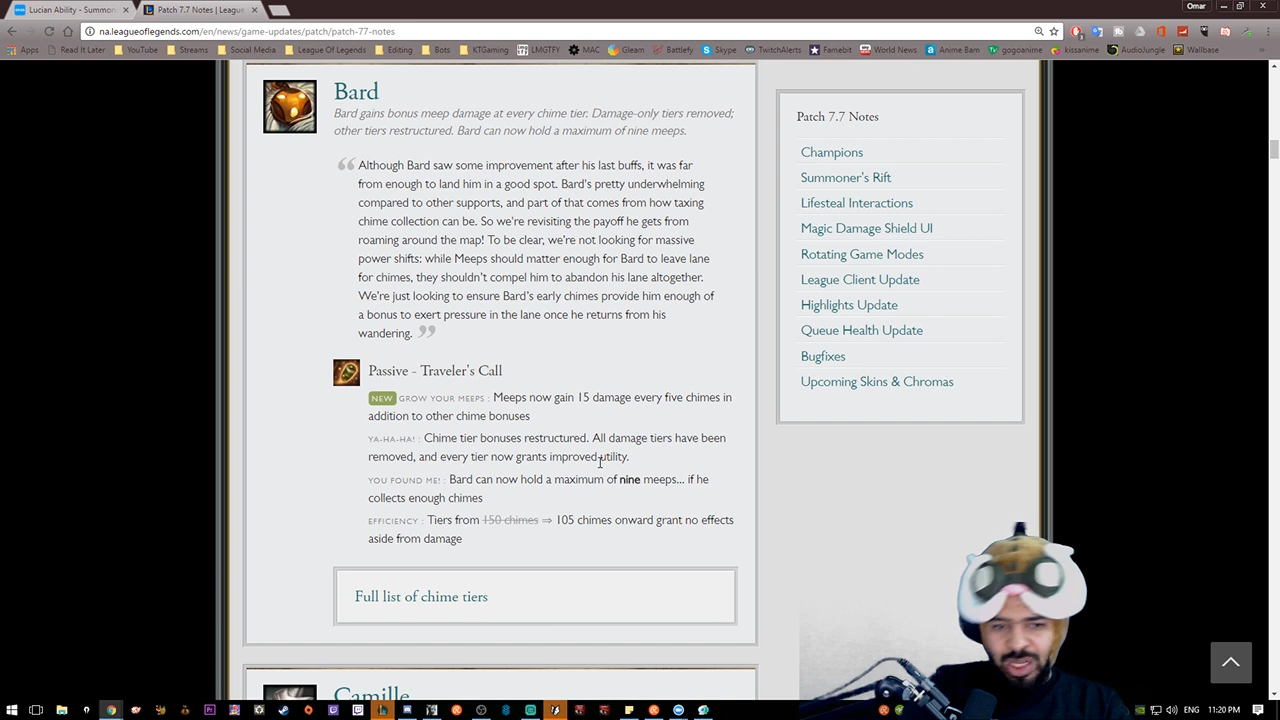 Lucian Ability - Summon
Patch 7.7 Notes | League
Omar
na.leagueoflegends.com/en/news/game-updates/patch/patch-77-notes
Apps
Read It Later
YouTube
Streams
Social Media
League Of Legends
Editing
Bots
KTGaming
LMGTFY
MAC
Gleam
Battlefy
Skype
TwitchAlerts
Famebit
World News
Anime Bam
gogoanime
kissanime
AudioJungle
Wallbase
Bard
Bard gains bonus meep damage at every chime tier. Damage-only tiers removed;
other tiers restructured. Bard can now hold a maximum of nine meeps.
“ Although Bard saw some improvement after his last buffs, it was far
from enough to land him in a good spot. Bard's pretty underwhelming
compared to other supports, and part of that comes from how taxing
chime collection can be. So we're revisiting the payoff he gets from
roaming around the map! To be clear, we're not looking for massive
power shifts: while Meeps should matter enough for Bard to leave lane
for chimes, they shouldn't compel him to abandon his lane altogether.
We're just looking to ensure Bard's early chimes provide him enough of
a bonus to exert pressure in the lane once he returns from his
wandering. ”
Passive - Traveler's Call
NEW GROW YOUR MEEPS : Meeps now gain 15 damage every five chimes in
addition to other chime bonuses
YA-HA-HA! : Chime tier bonuses restructured. All damage tiers have been
removed, and every tier now grants improved utility.
YOU FOUND ME! : Bard can now hold a maximum of nine meeps... if he
collects enough chimes
EFFICIENCY : Tiers from 150 chimes ⇒ 105 chimes onward grant no effects
aside from damage
Full list of chime tiers
Camille
Patch 7.7 Notes
Champions
Summoner's Rift
Lifesteal Interactions
Magic Damage Shield UI
Rotating Game Modes
League Client Update
Highlights Update
Queue Health Update
Bugfixes
Upcoming Skins & Chromas
ENG
11:20 PM